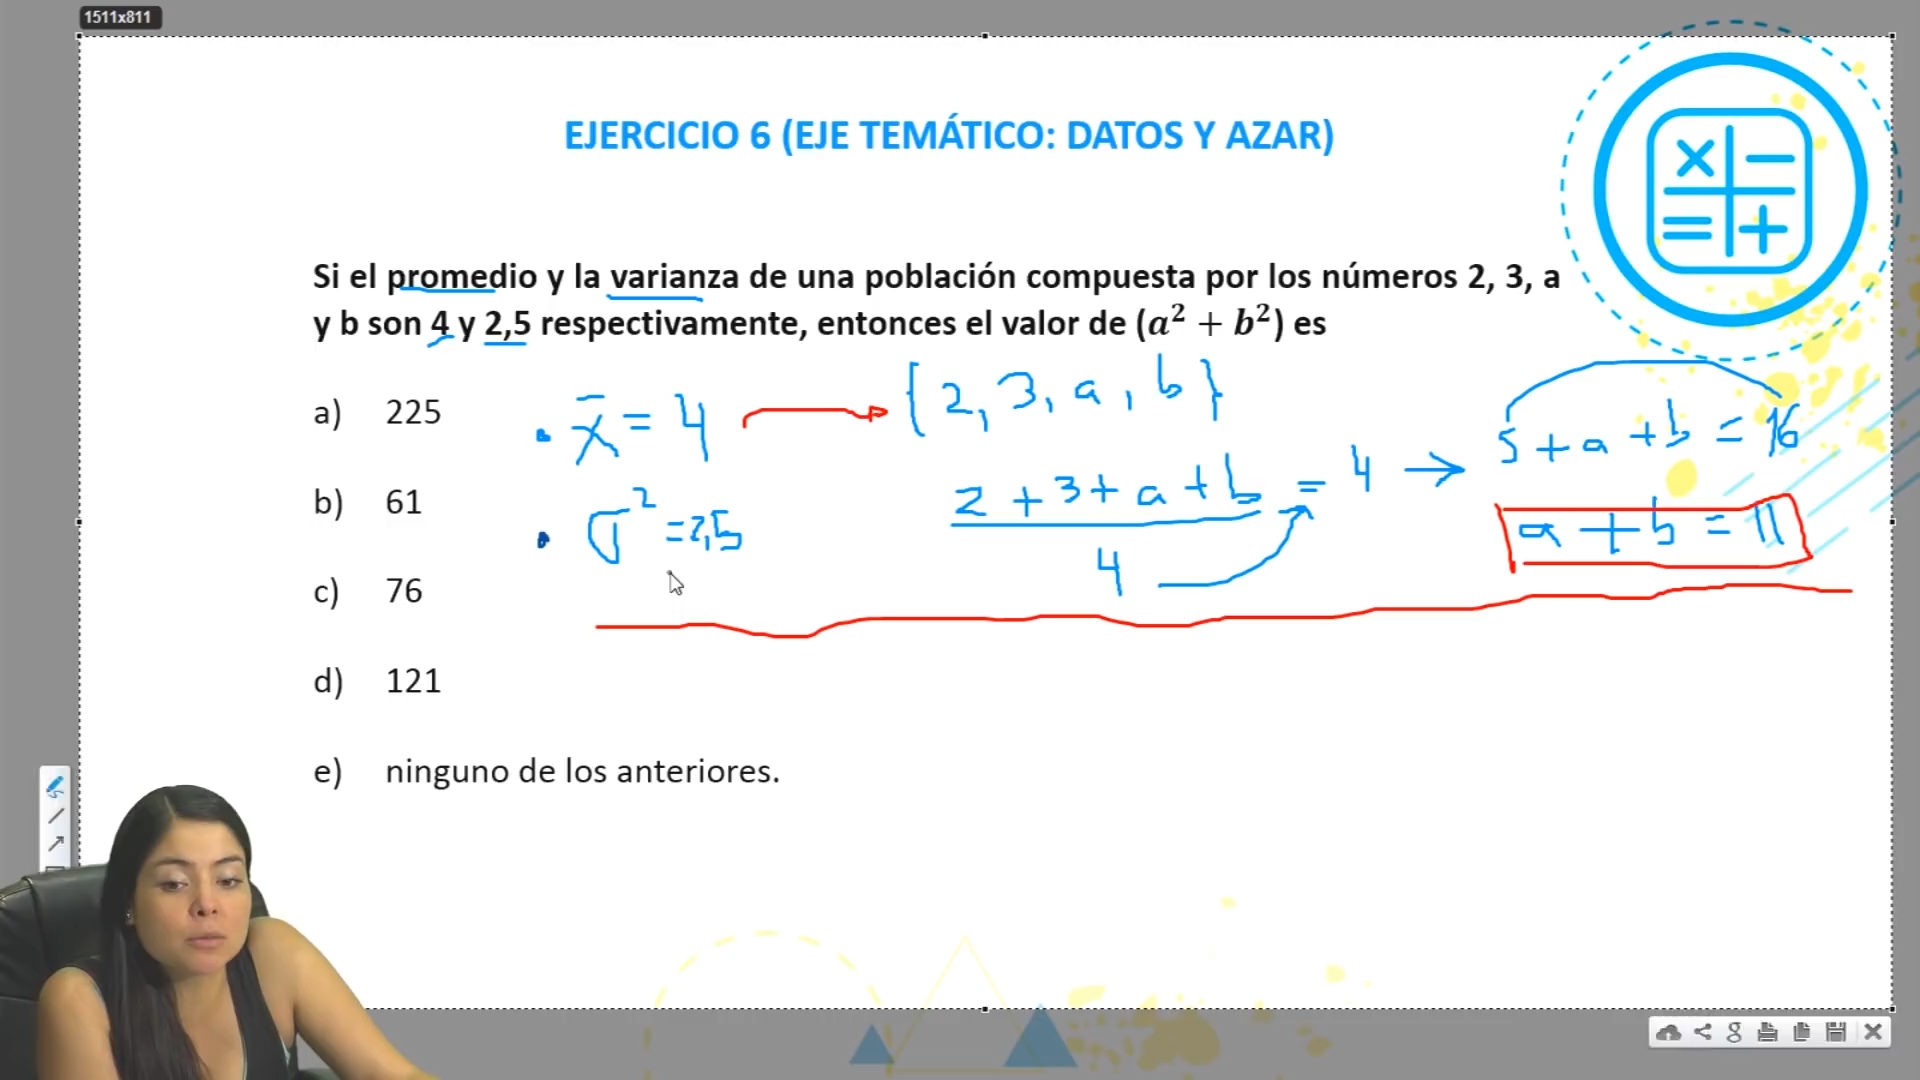 1511x811
EJERCICIO 6 (EJE TEMÁTICO: DATOS Y AZAR)
Si el promedio y la varianza de una población compuesta por los números 2, 3, a
y b son 4 y 2,5 respectivamente, entonces el valor de (a² + b²) es
a) 225
b) 61
c) 76
d) 121
e) ninguno de los anteriores.
x̄ = 4
σ² = 2,5
{2, 3, a, b}
2 + 3 + a + b = 4
4
5 + a + b = 16
a + b = 11